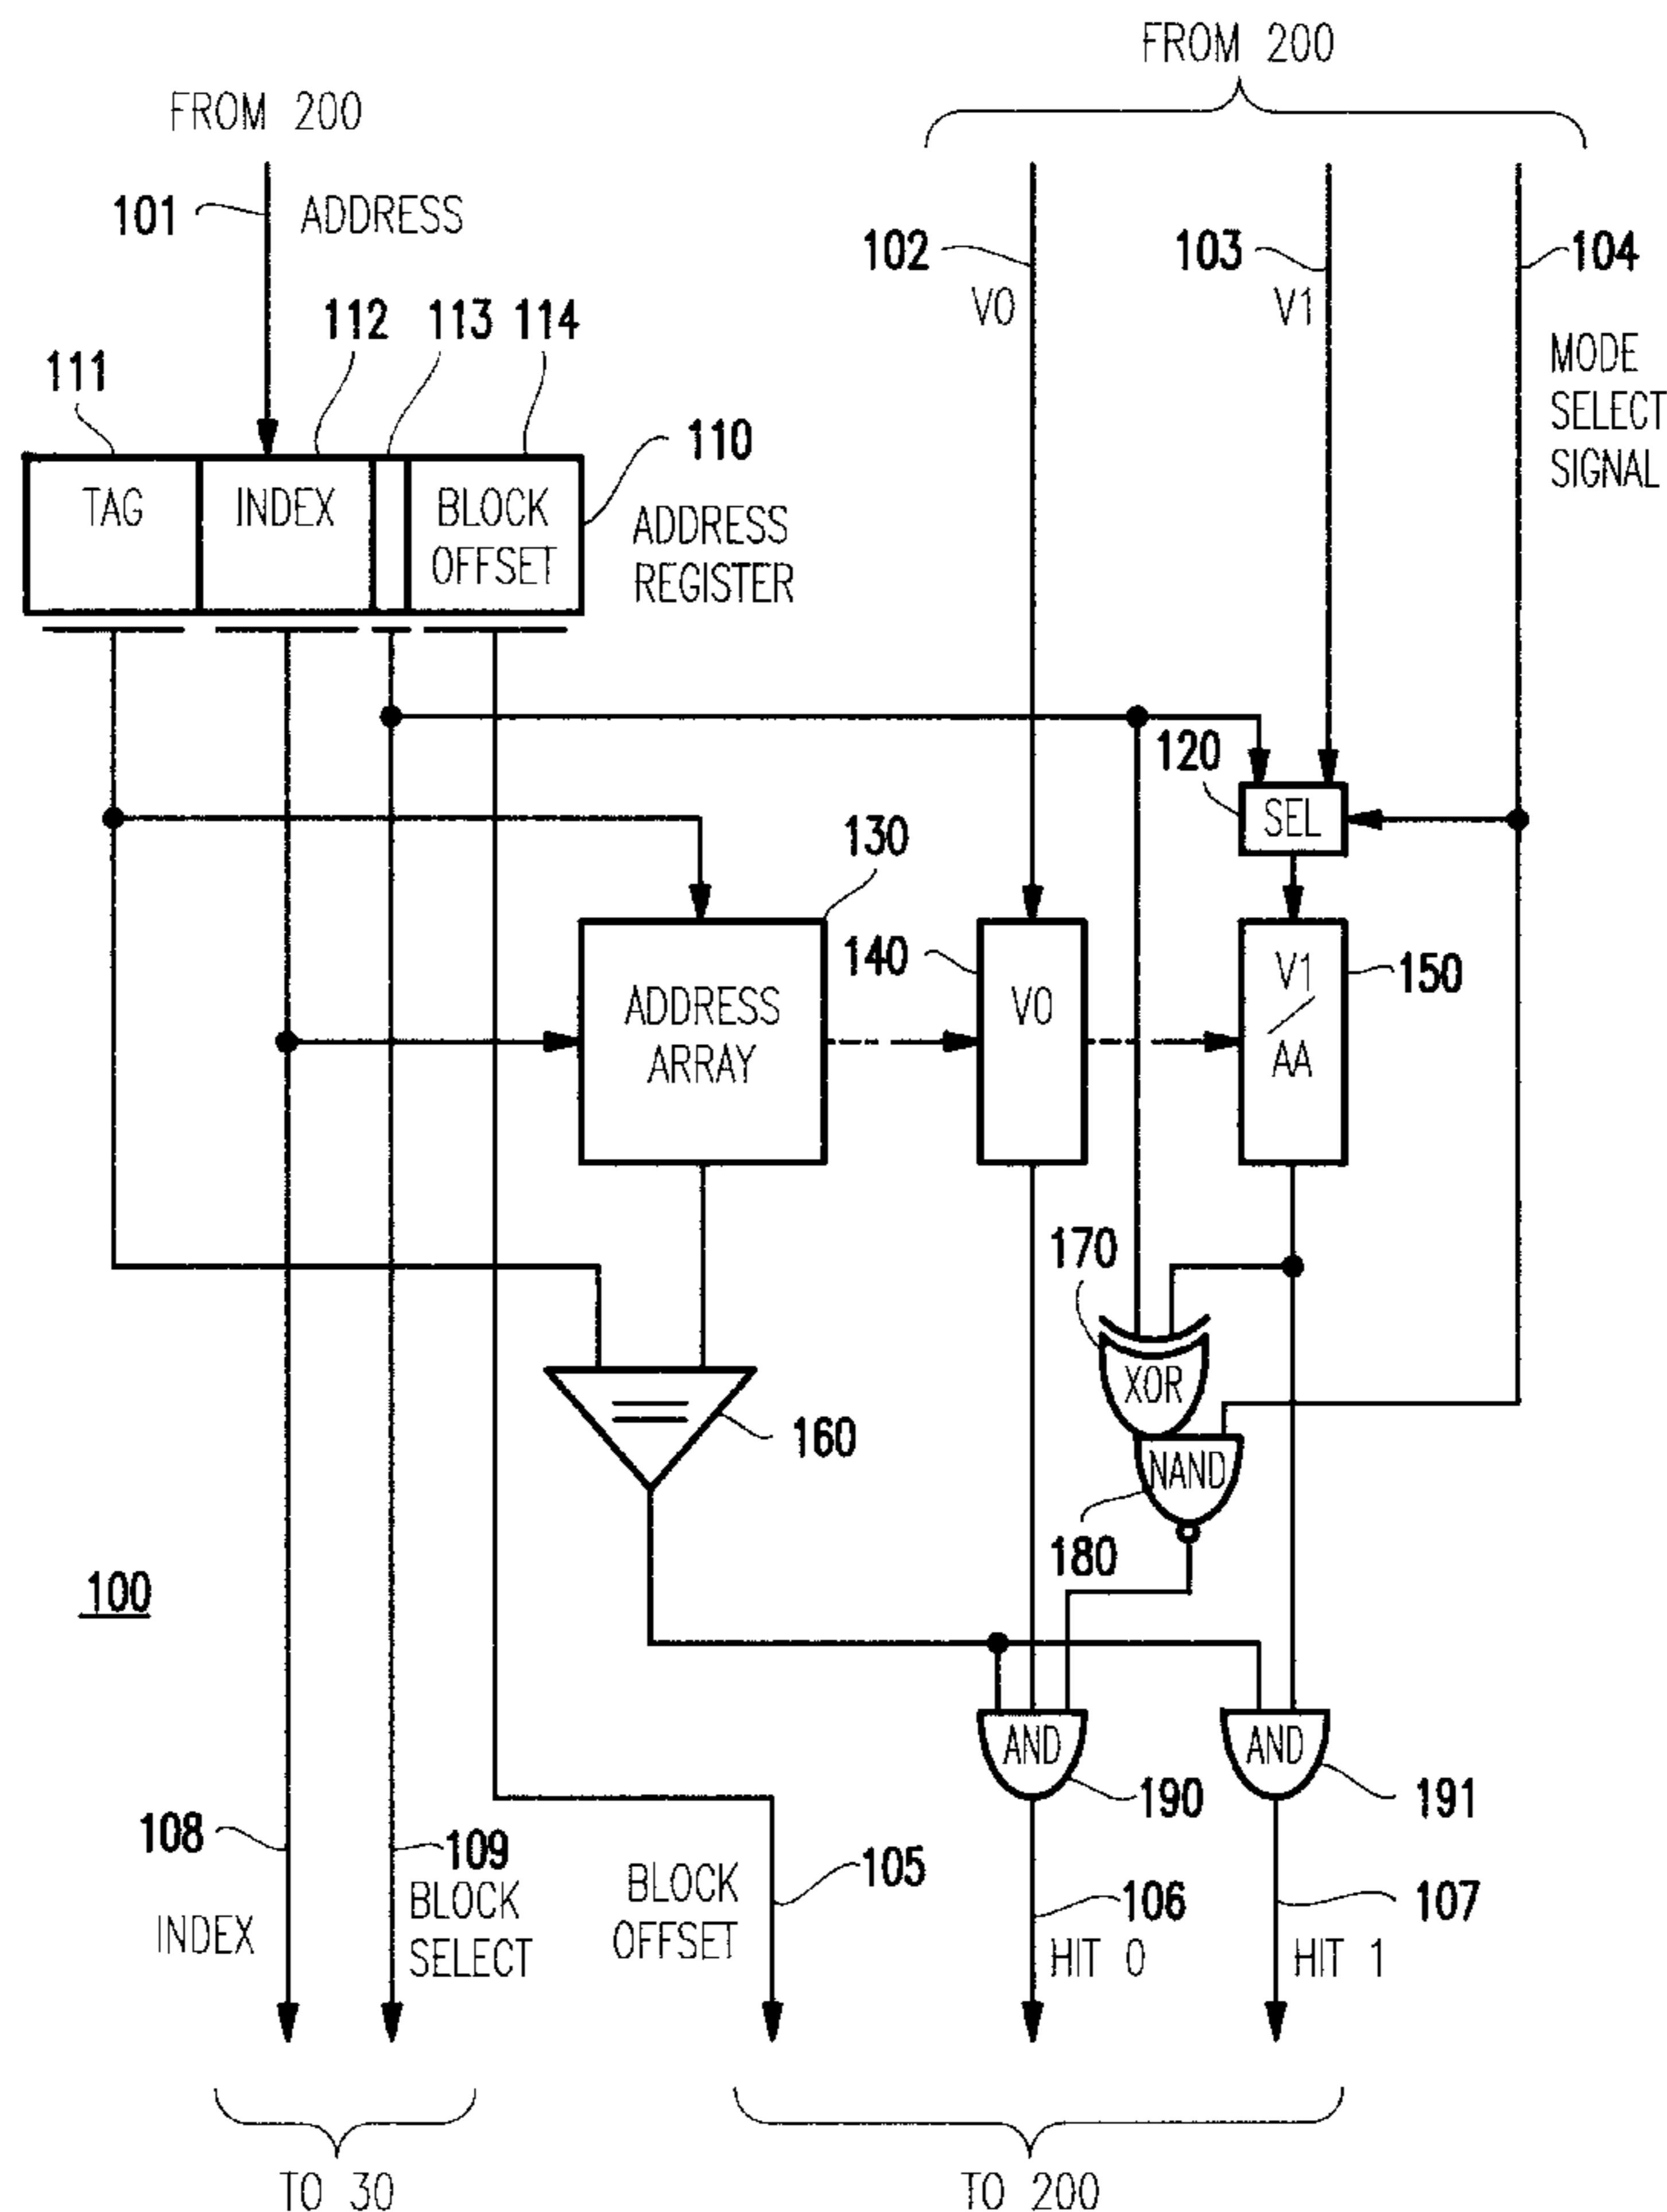 FROM 200
FROM 200
101
ADDRESS
102
103
104
V0
V1
112
113
114
MODE
SELECT
SIGNAL
111
110
TAG
INDEX
BLOCK
OFFSET
ADDRESS
REGISTER
120
SEL
130
140
150
ADDRESS
ARRAY
V0
V1
/
AA
170
XOR
160
NAND
180
100
AND
AND
190
191
108
109
105
106
107
INDEX
BLOCK
SELECT
BLOCK
OFFSET
HIT 0
HIT 1
TO 30
TO 200